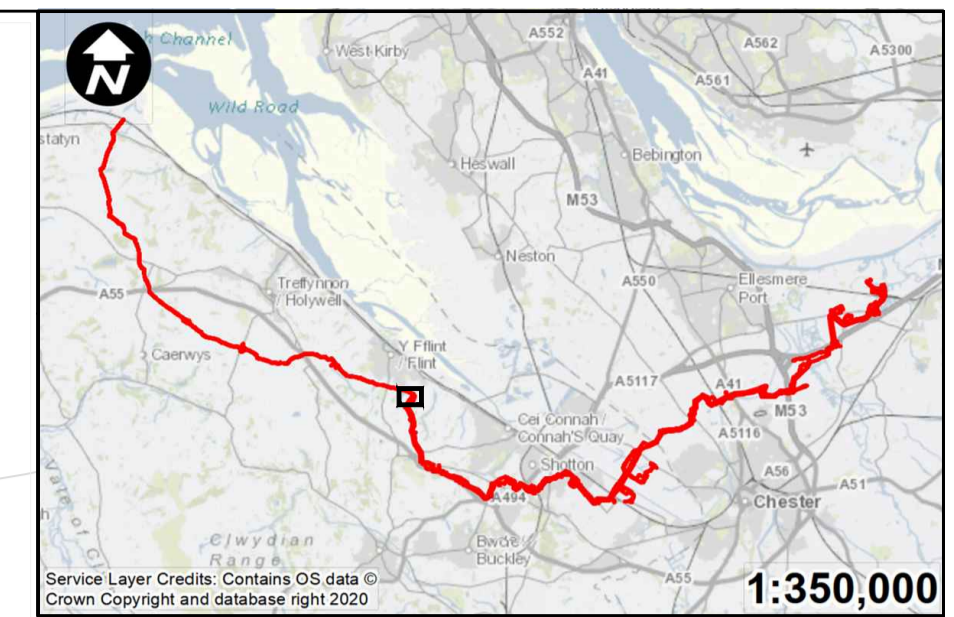 h Channel
A552
A562
A5300
West Kirby
A41
A561
N
Wild Road
statyn
Heswall
Bebington
M53
Neston
Treffynnon
/ Holywell
A550
Ellesmere
Port
A55
Y Fflint
/ Flint
Caerwys
A5117
A41
M53
Cei Connah /
Connah'S Quay
A5116
Shotton
A56
A494
A51
Chester
Clwydian
Range
Buckley
A55
Service Layer Credits: Contains OS data ©
Crown Copyright and database right 2020
1:350,000